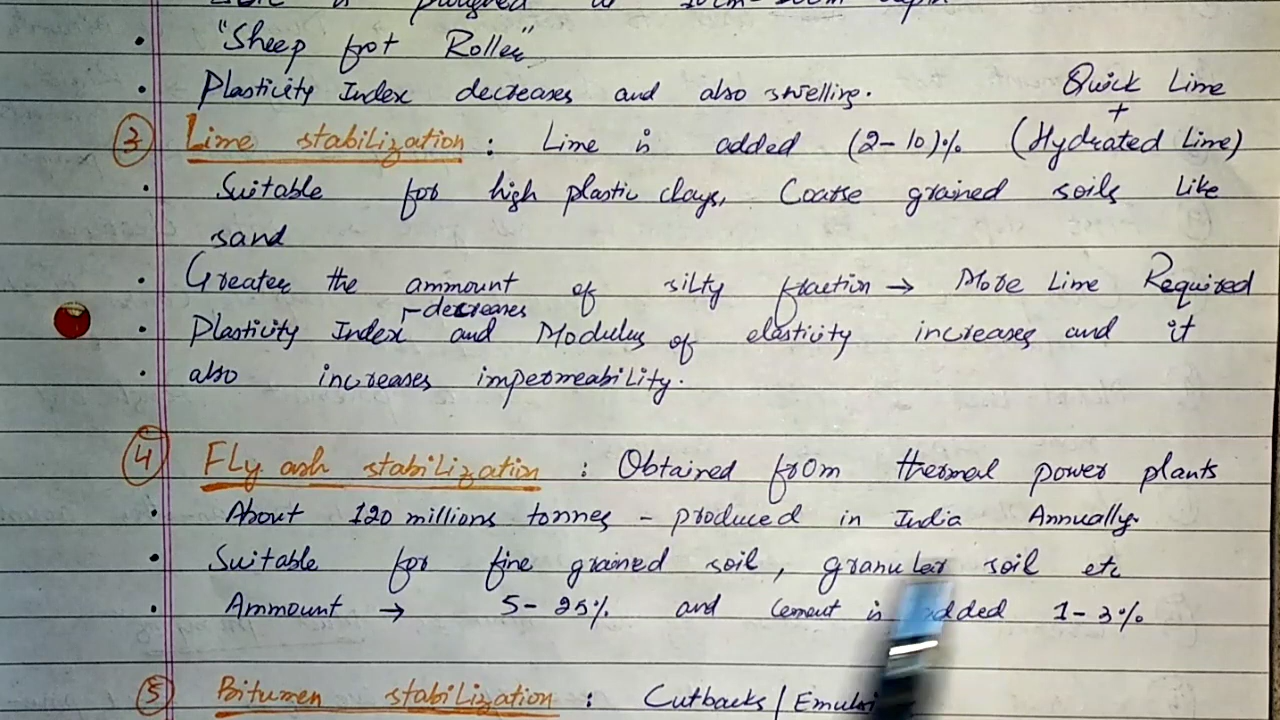 "Sheep fot Roller"
Plasticity Index decreases and also swelling.
Quick Lime
+
③ Lime stabilization : Lime is added (2-10)% (Hydrated Lime)
Suitable for high plastic clays, Coarse grained soils like
sand
Greater the ammount of silty fraction → More Lime Required
decreases
Plasticity Index and Modulus of elasticity increases and it
also increases impermeability.
④ Fly ash stabilization : Obtained from thermal power plants
About 120 millions tonnes - produced in India Annually.
Suitable for fine grained soil, granular soil etc
Ammount → 5-25% and Cement is added 1-3%
⑤ Bitumen stabilization : Cutbacks/